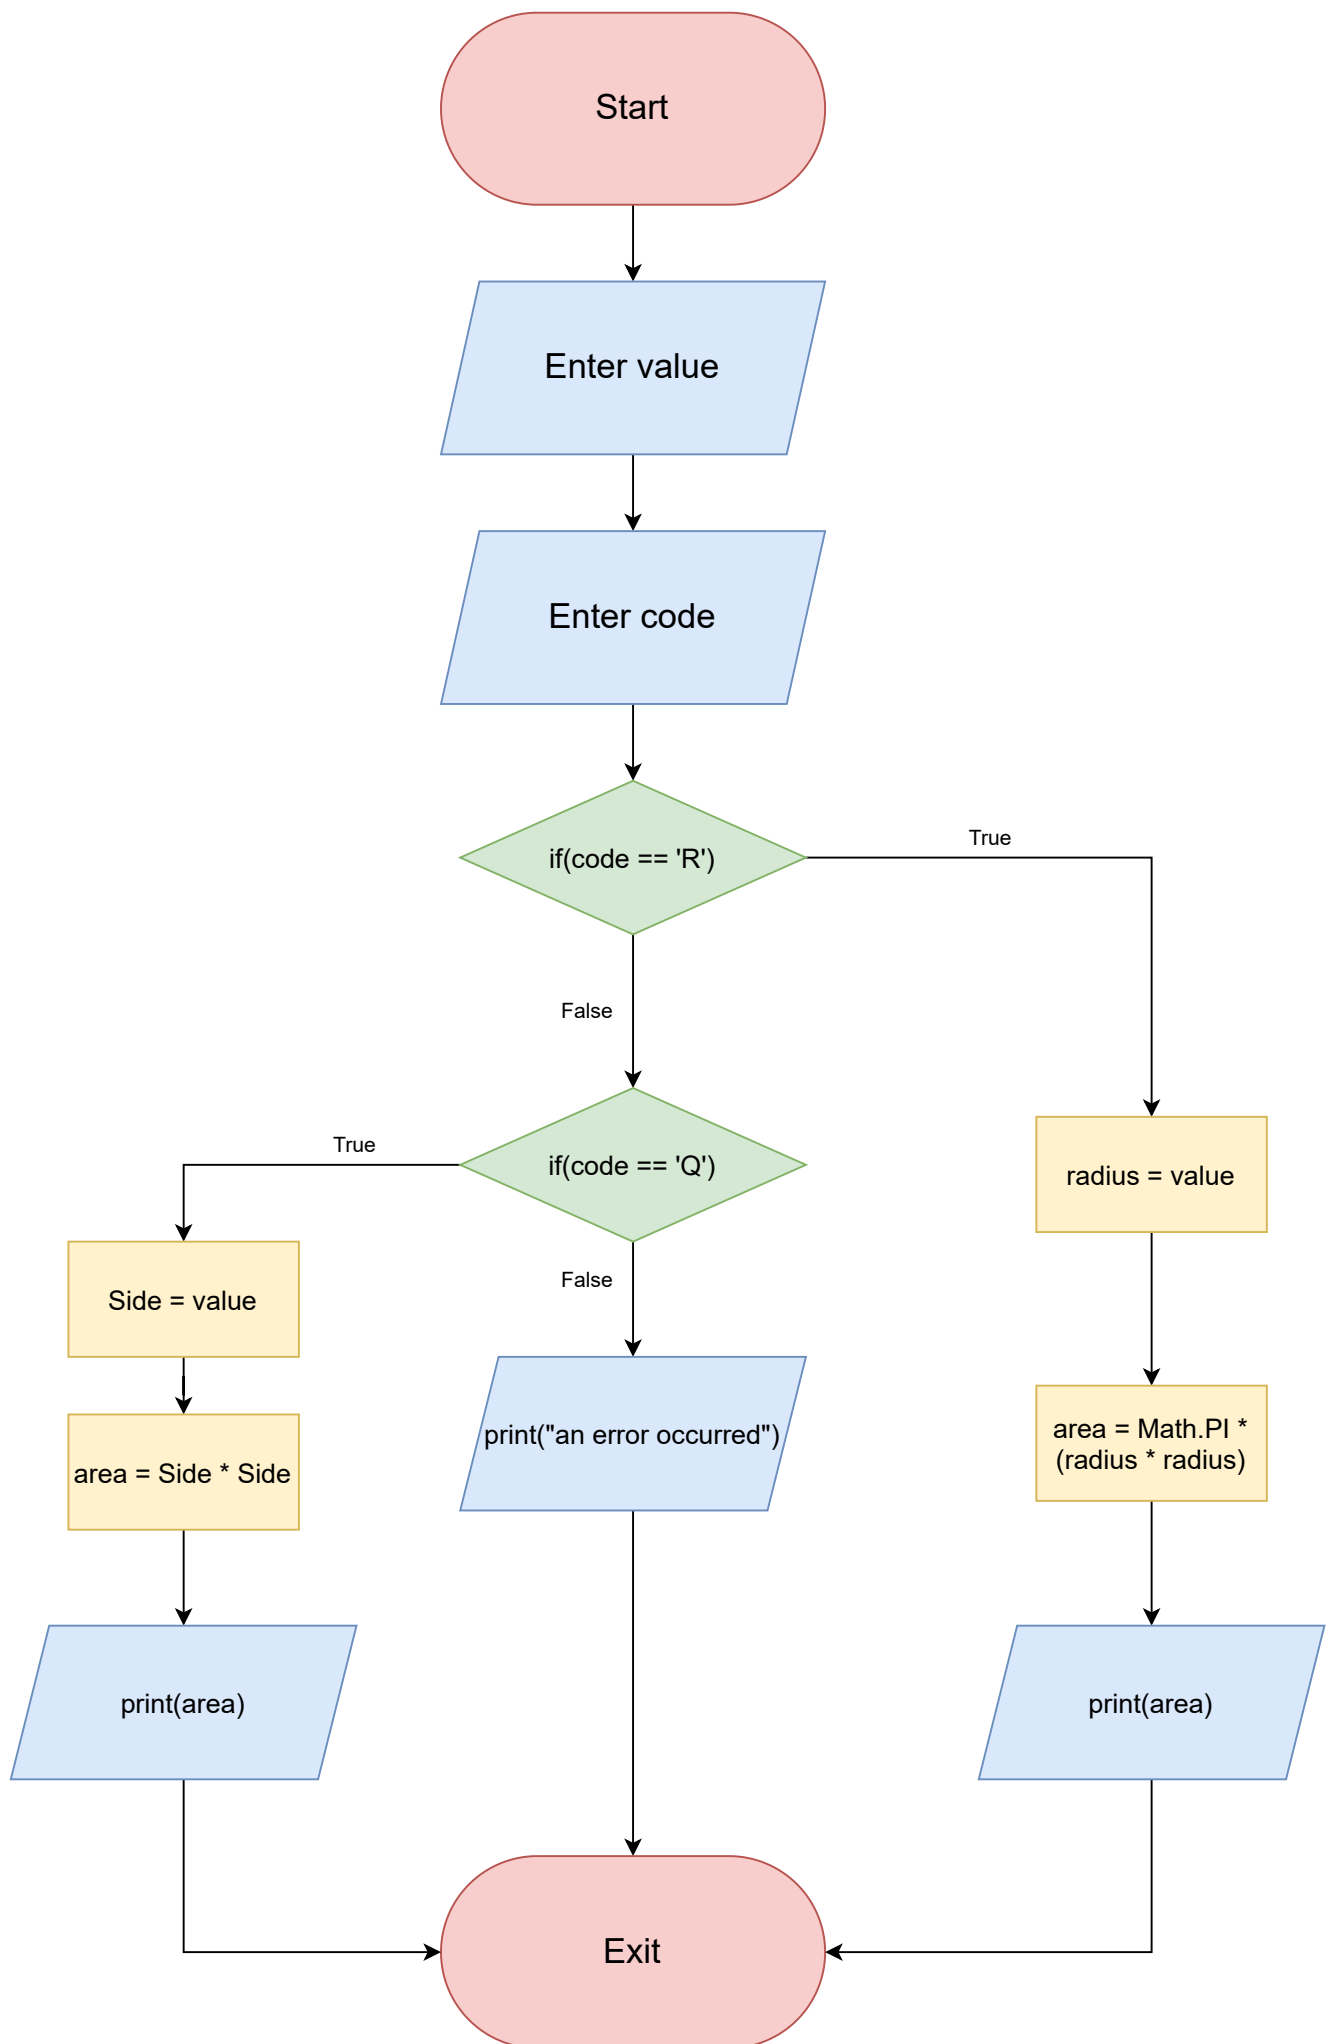 Start
Enter value
Enter code
if(code == 'R')
True
False
if(code == 'Q')
True
False
radius = value
Side = value
area = Side * Side
print("an error occurred")
area = Math.PI *
(radius * radius)
print(area)
print(area)
Exit